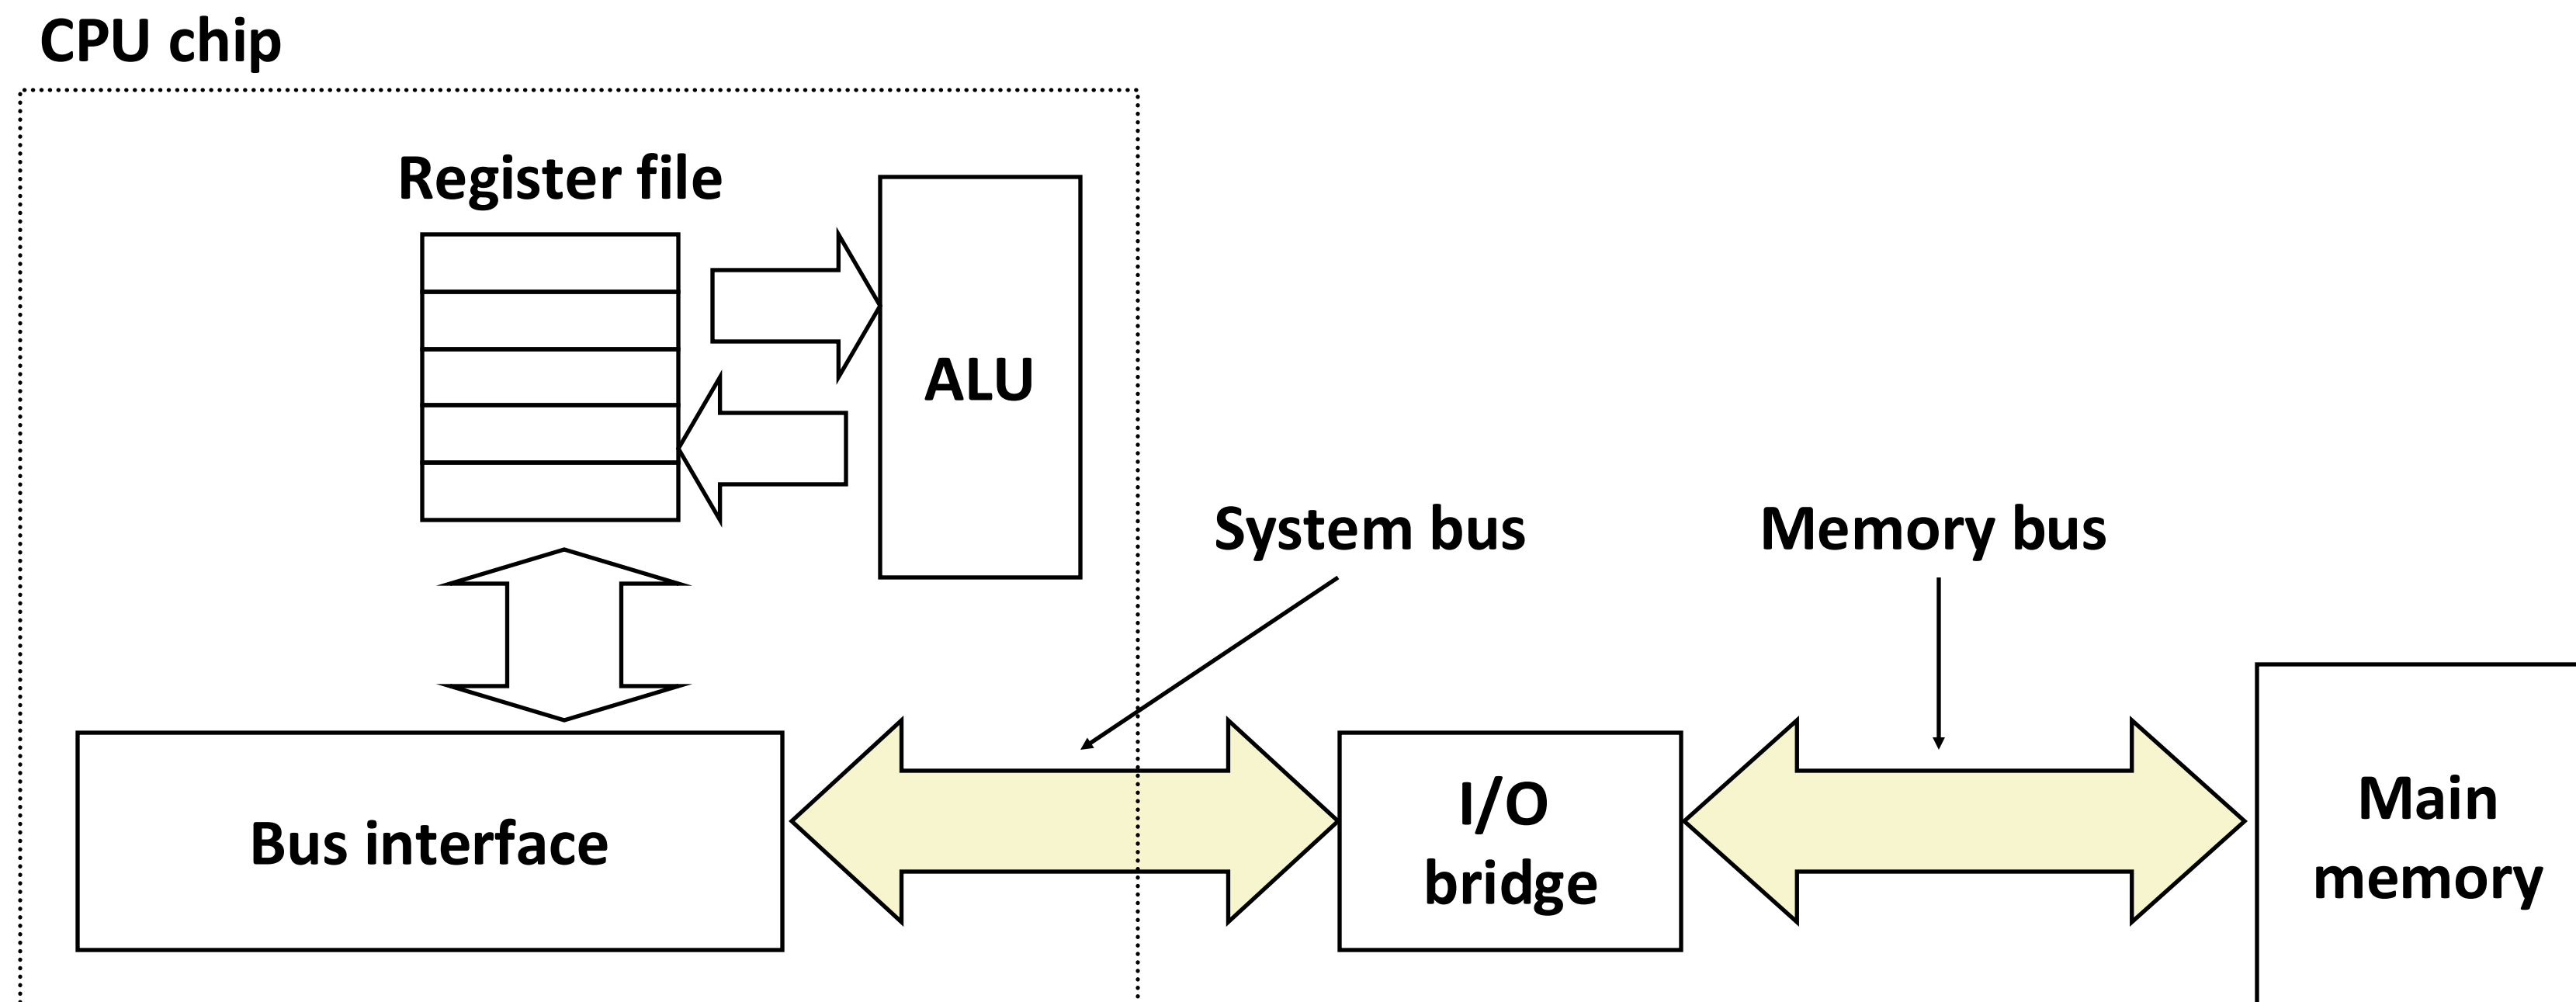 CPU chip
Register file
ALU
System bus
Memory bus
Bus interface
I/O
bridge
Main
memory